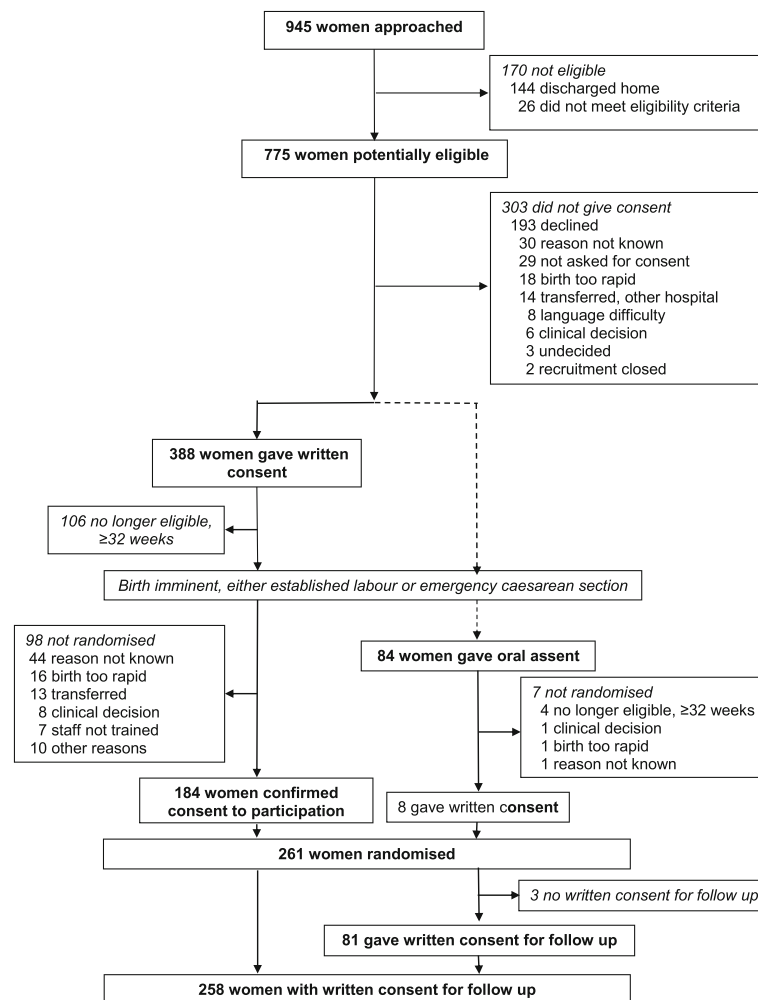 945 women approached
170 not eligible
144 discharged home
26 did not meet eligibility criteria
775 women potentially eligible
303 did not give consent
193 declined
30 reason not known
29 not asked for consent
18 birth too rapid
14 transferred, other hospital
8 language difficulty
6 clinical decision
3 undecided
2 recruitment closed
388 women gave written
consent
106 no longer eligible,
≥32 weeks
Birth imminent, either established labour or emergency caesarean section
98 not randomised
44 reason not known
16 birth too rapid
13 transferred
8 clinical decision
7 staff not trained
10 other reasons
84 women gave oral assent
7 not randomised
4 no longer eligible, ≥32 weeks
1 clinical decision
1 birth too rapid
1 reason not known
184 women confirmed
consent to participation
8 gave written consent
261 women randomised
3 no written consent for follow up
81 gave written consent for follow up
258 women with written consent for follow up